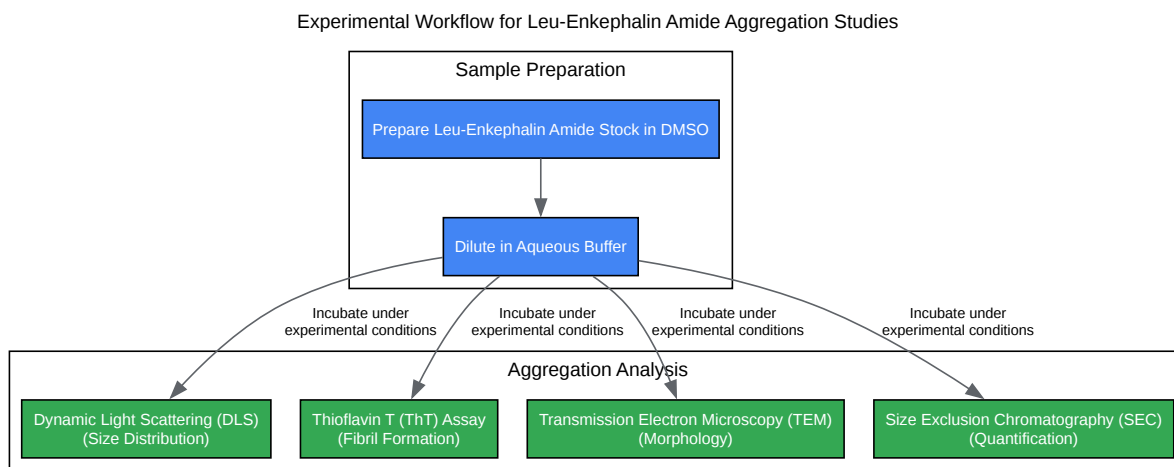 Experimental Workflow for Leu-Enkephalin Amide Aggregation Studies
Sample Preparation
Prepare Leu-Enkephalin Amide Stock in DMSO
Dilute in Aqueous Buffer
Incubate under
experimental conditions
Incubate under
experimental conditions
Incubate under
experimental conditions
Incubate under
experimental conditions
Aggregation Analysis
Dynamic Light Scattering (DLS)
(Size Distribution)
Thioflavin T (ThT) Assay
(Fibril Formation)
Transmission Electron Microscopy (TEM)
(Morphology)
Size Exclusion Chromatography (SEC)
(Quantification)